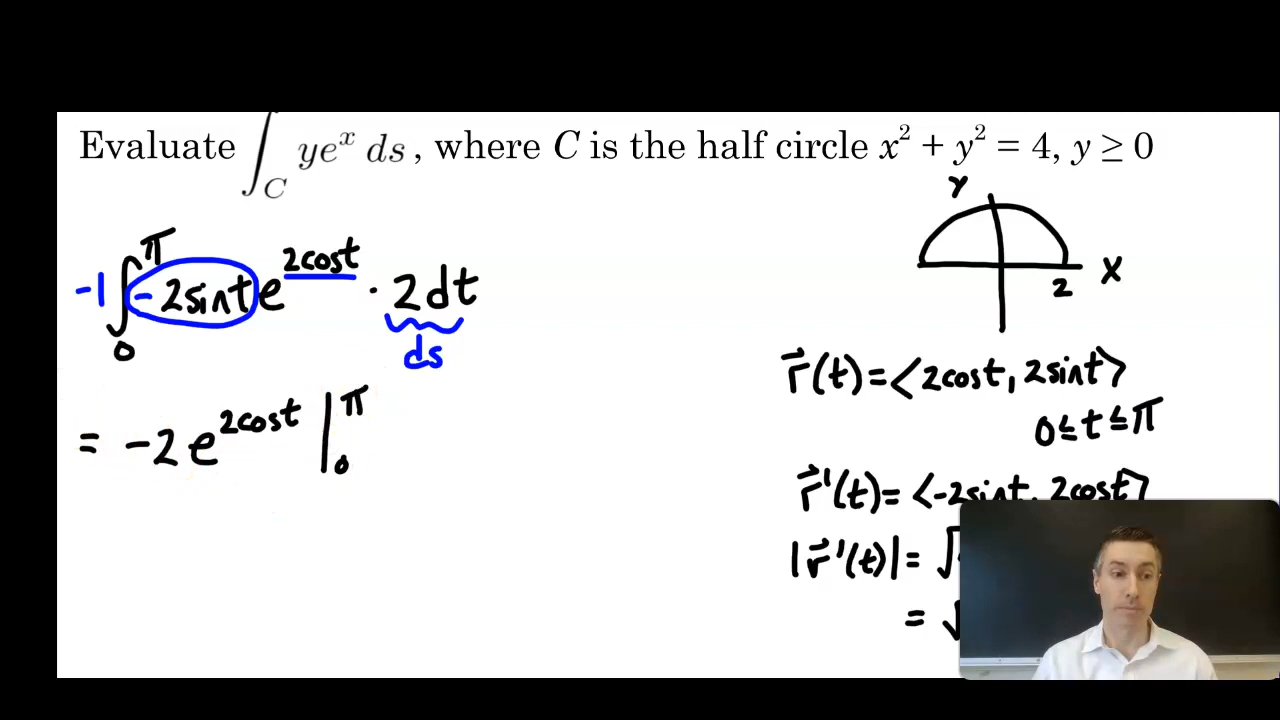 Evaluate ∫_C ye^x ds, where C is the half circle x² + y² = 4, y ≥ 0
-1 ∫_0^π -2sint e^{2cost} · 2dt
ds
= -2e^{2cost} |_0^π
y
x
2
r⃗(t)=⟨2cost, 2sint⟩
0≤t≤π
r⃗'(t)=⟨-2sint, 2cost⟩
|r⃗'(t)|= √
= √